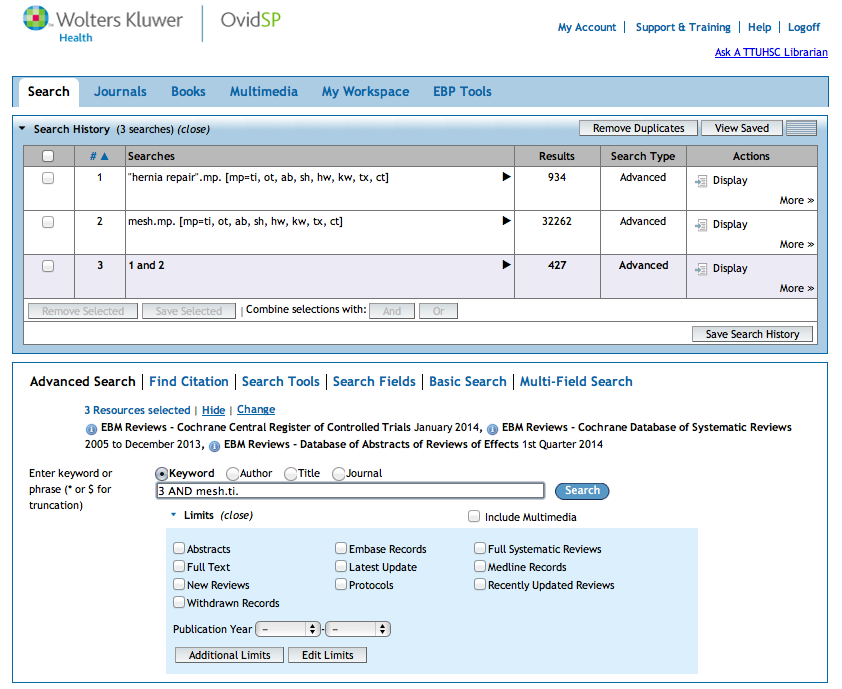 Wolters Kluwer OvidSP
Health
My Account | Support & Training | Help | Logoff
Ask A TTUHSC Librarian
Search Journals Books Multimedia My Workspace EBP Tools
Search History (3 searches) (close) Remove Duplicates View Saved
# ▲ Searches Results Search Type Actions
1 "hernia repair".mp. [mp=ti, ot, ab, sh, hw, kw, tx, ct] 934 Advanced Display
More »
2 mesh.mp. [mp=ti, ot, ab, sh, hw, kw, tx, ct] 32262 Advanced Display
More »
3 1 and 2 427 Advanced Display
More »
Remove Selected Save Selected | Combine selections with: And Or
Save Search History
Advanced Search | Find Citation | Search Tools | Search Fields | Basic Search | Multi-Field Search
3 Resources selected | Hide | Change
EBM Reviews - Cochrane Central Register of Controlled Trials January 2014, EBM Reviews - Cochrane Database of Systematic Reviews
2005 to December 2013, EBM Reviews - Database of Abstracts of Reviews of Effects 1st Quarter 2014
Enter keyword or
phrase (* or $ for
truncation)
Keyword Author Title Journal
3 AND mesh.ti. Search
Limits (close) Include Multimedia
Abstracts Embase Records Full Systematic Reviews
Full Text Latest Update Medline Records
New Reviews Protocols Recently Updated Reviews
Withdrawn Records
Publication Year - - -
Additional Limits Edit Limits